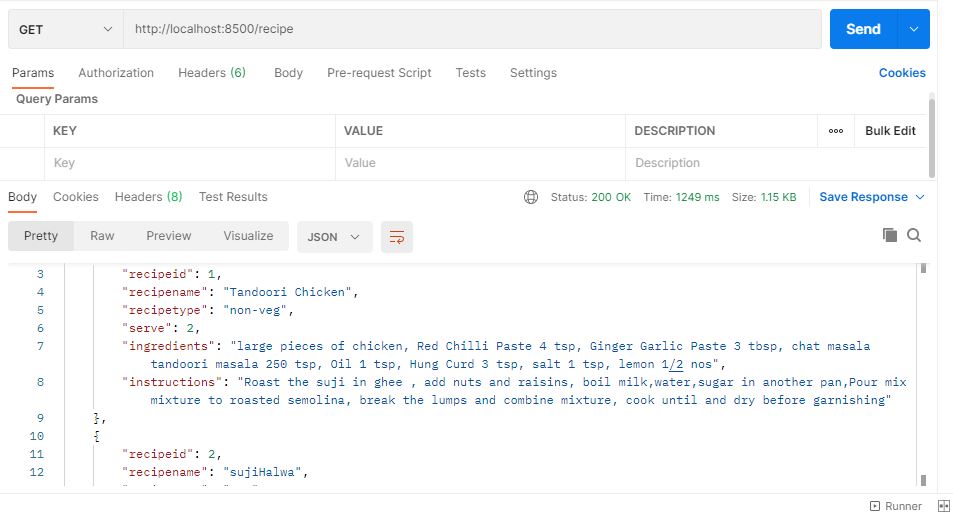 GET http://localhost:8500/recipe Send
Params Authorization Headers (6) Body Pre-request Script Tests Settings Cookies
Query Params
KEY VALUE DESCRIPTION ooo Bulk Edit
Key Value Description
Body Cookies Headers (8) Test Results Status: 200 OK Time: 1249 ms Size: 1.15 KB Save Response
Pretty Raw Preview Visualize JSON
3 "recipeid": 1,
4 "recipename": "Tandoori Chicken",
5 "recipetype": "non-veg",
6 "serve": 2,
7 "ingredients": "large pieces of chicken, Red Chilli Paste 4 tsp, Ginger Garlic Paste 3 tbsp, chat masala
tandoori masala 250 tsp, Oil 1 tsp, Hung Curd 3 tsp, salt 1 tsp, lemon 1/2 nos",
8 "instructions": "Roast the suji in ghee , add nuts and raisins, boil milk,water,sugar in another pan,Pour mix
mixture to roasted semolina, break the lumps and combine mixture, cook until and dry before garnishing"
9 },
10 {
11 "recipeid": 2,
12 "recipename": "sujiHalwa",
Runner